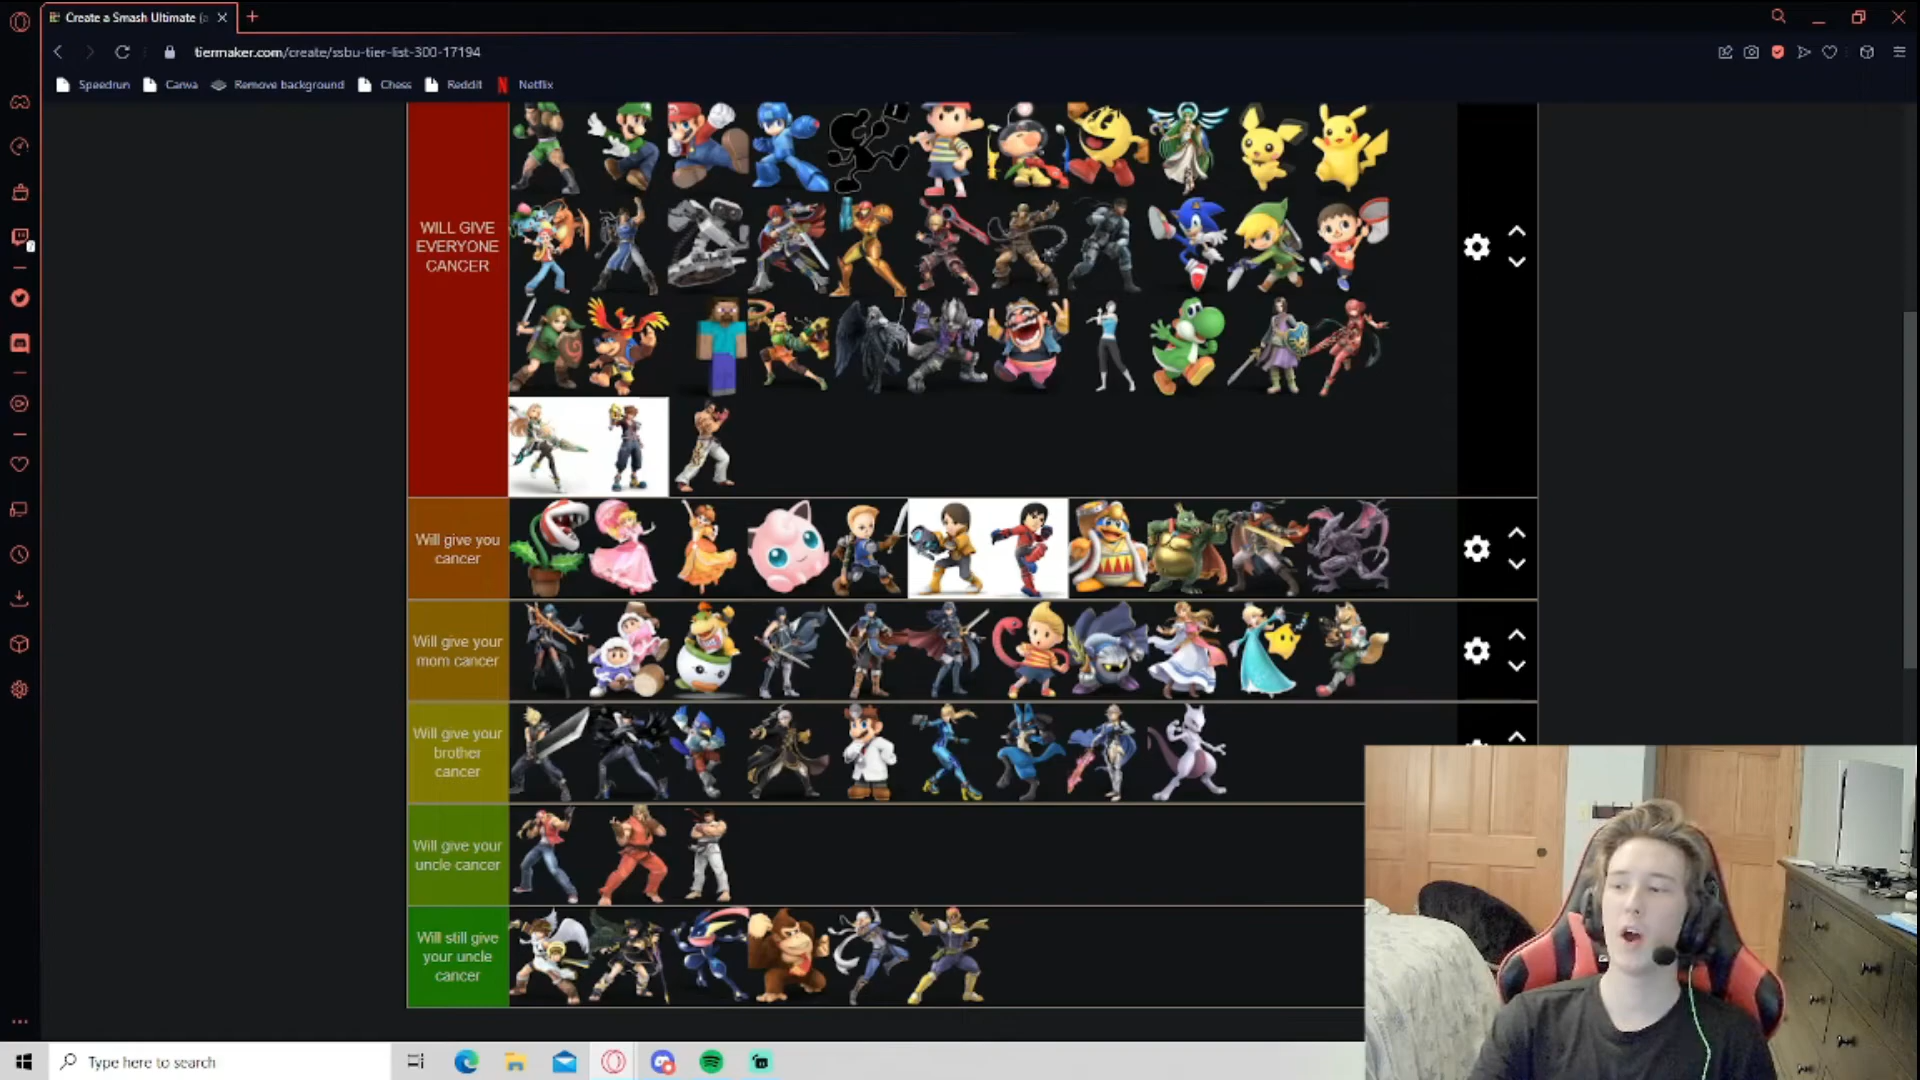 Create a Smash Ultimate (a
tiermaker.com/create/ssbu-tier-list-300-17194
Speedrun
Canva
Remove background
Chess
Reddit
Netflix
WILL GIVE
EVERYONE
CANCER
Will give you
cancer
Will give your
mom cancer
Will give your
brother
cancer
Will give your
uncle cancer
Will still give
your uncle
cancer
Type here to search